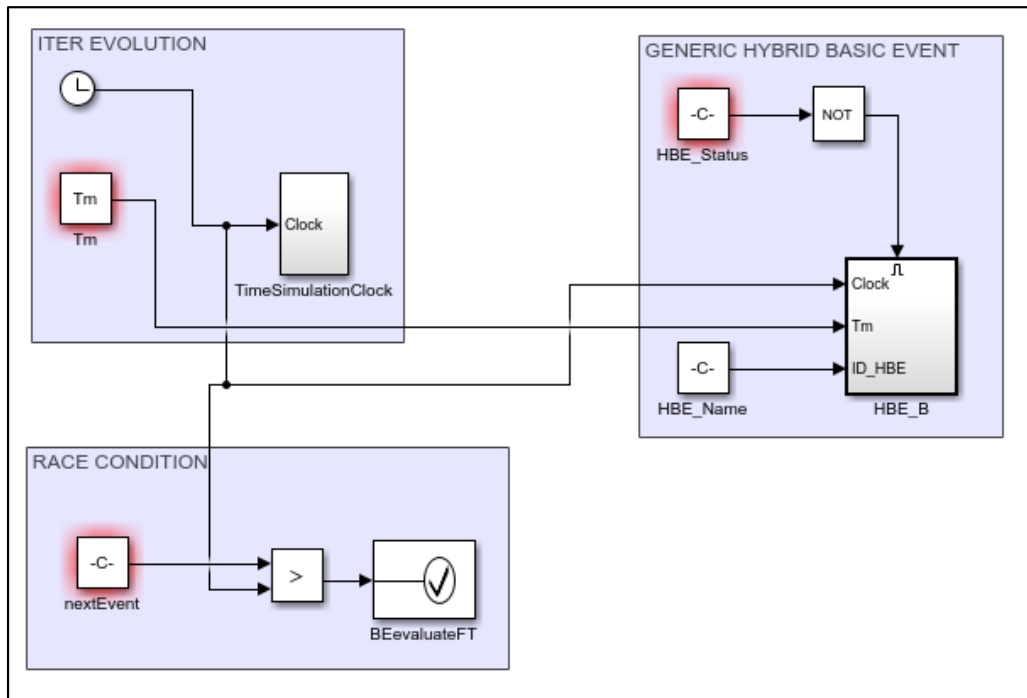 ITER EVOLUTION
Tm
Tm
Clock
TimeSimulationClock
GENERIC HYBRID BASIC EVENT
-C-
HBE_Status
NOT
Clock
Tm
ID_HBE
HBE_B
-C-
HBE_Name
RACE CONDITION
-C-
nextEvent
>
BEevaluateFT